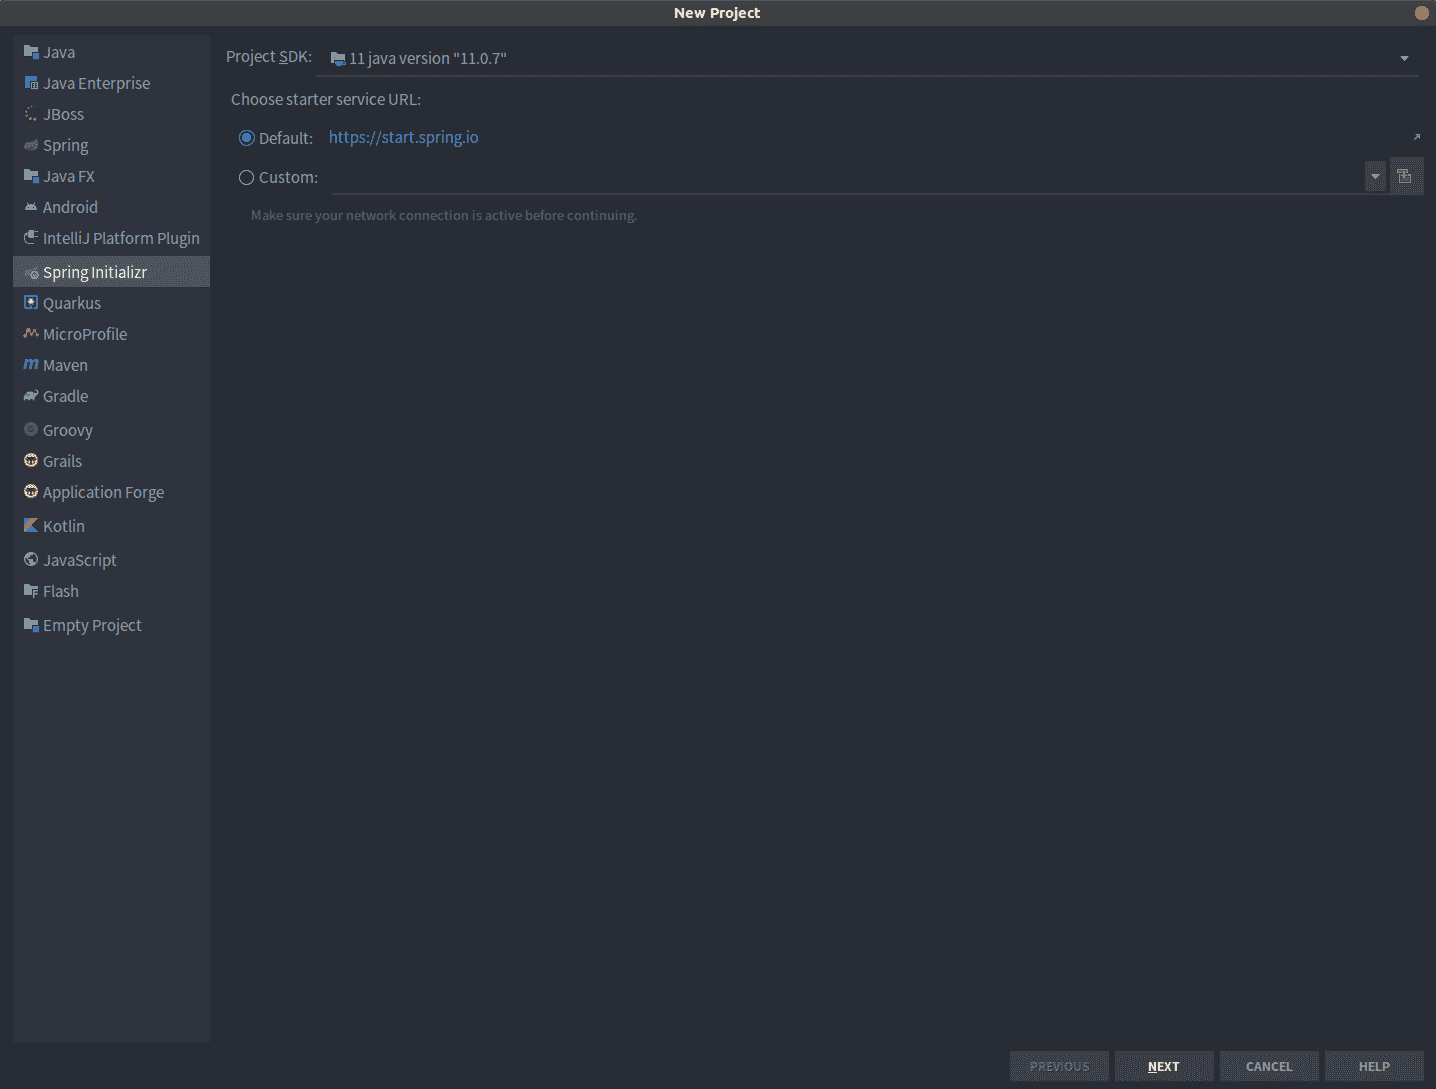 New Project
Java
Java Enterprise
JBoss
Spring
Java FX
Android
IntelliJ Platform Plugin
Spring Initializr
Quarkus
MicroProfile
Maven
Gradle
Groovy
Grails
Application Forge
Kotlin
JavaScript
Flash
Empty Project
Project SDK: 11 java version "11.0.7"
Choose starter service URL:
Default: https://start.spring.io
Custom:
Make sure your network connection is active before continuing.
PREVIOUS NEXT CANCEL HELP